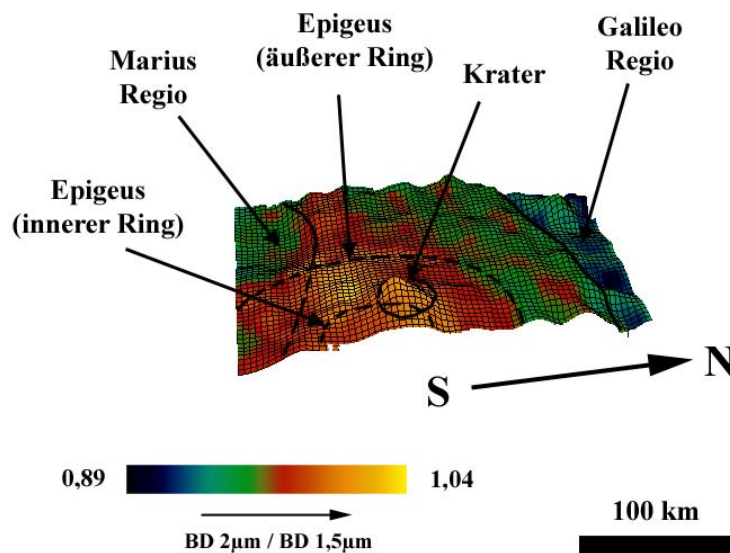 Epigeus
(äußerer Ring)
Galileo
Regio
Marius
Regio
Krater
Epigeus
(innerer Ring)
N
S
0,89
1,04
BD 2µm / BD 1,5µm
100 km